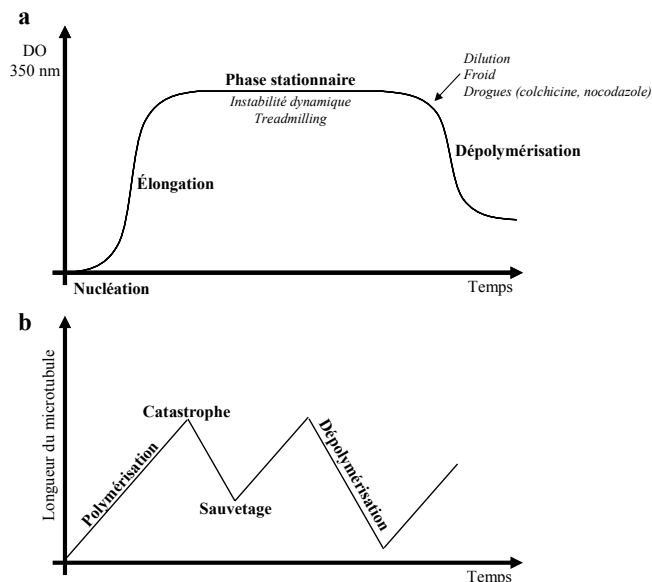 a
DO
350 nm
Phase stationnaire
Instabilité dynamique
Treadmilling
Dilution
Froid
Drogues (colchicine, nocodazole)
Dépolymérisation
Élongation
Nucléation
Temps
b
Longueur du microtubule
Catastrophe
Polymérisation
Sauvetage
Dépolymérisation
Temps